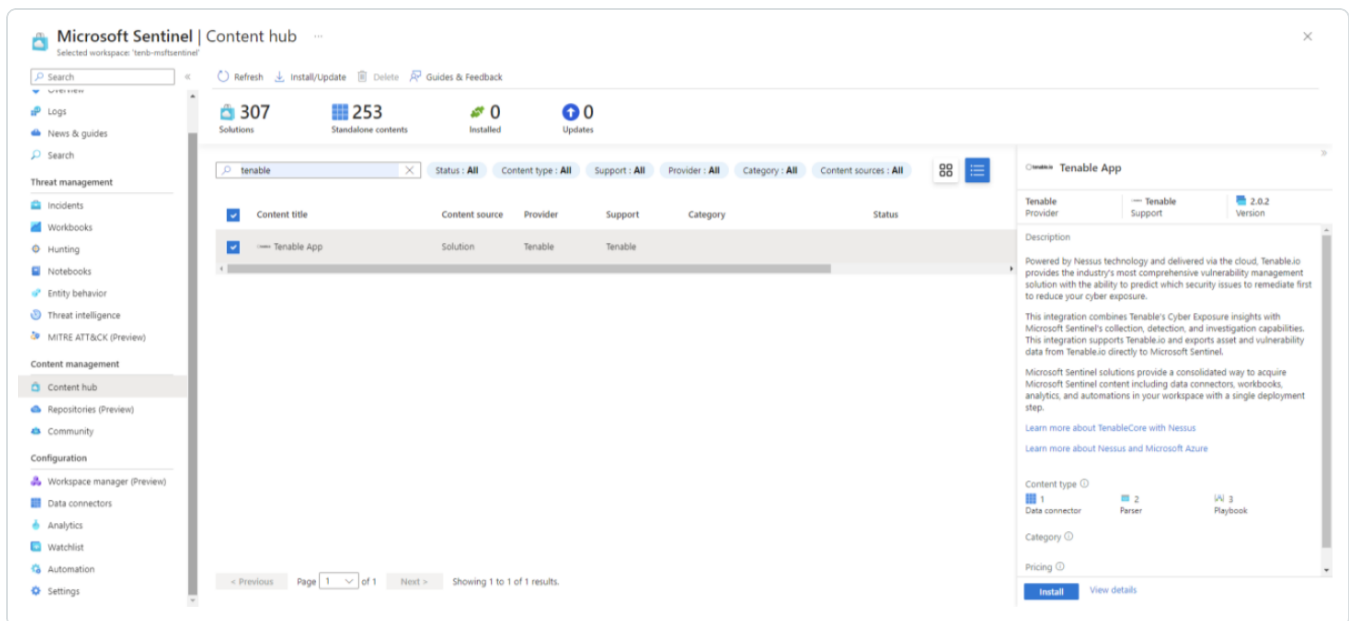 Microsoft Sentinel | Content hub ...
Selected workspace: 'tenb-msftsentinel'
Search
Overview
Logs
News & guides
Search
Threat management
Incidents
Workbooks
Hunting
Notebooks
Entity behavior
Threat intelligence
MITRE ATT&CK (Preview)
Content management
Content hub
Repositories (Preview)
Community
Configuration
Workspace manager (Preview)
Data connectors
Analytics
Watchlist
Automation
Settings
Refresh Install/Update Delete Guides & Feedback
307 253 0 0
Solutions Standalone contents Installed Updates
tenable Status : All Content type : All Support : All Provider : All Category : All Content sources : All
Content title Content source Provider Support Category Status
Tenable App Solution Tenable Tenable
< Previous Page 1 of 1 Next > Showing 1 to 1 of 1 results.
Tenable App
Tenable Tenable 2.0.2
Provider Support Version
Description
Powered by Nessus technology and delivered via the cloud, Tenable.io
provides the industry's most comprehensive vulnerability management
solution with the ability to predict which security issues to remediate first
to reduce your cyber exposure.
This integration combines Tenable's Cyber Exposure insights with
Microsoft Sentinel's collection, detection, and investigation capabilities.
This integration supports Tenable.io and exports asset and vulnerability
data from Tenable.io directly to Microsoft Sentinel.
Microsoft Sentinel solutions provide a consolidated way to acquire
Microsoft Sentinel content including data connectors, workbooks,
analytics, and automations in your workspace with a single deployment
step.
Learn more about TenableCore with Nessus
Learn more about Nessus and Microsoft Azure
Content type
1 2 3
Data connector Parser Playbook
Category
Pricing
Install View details